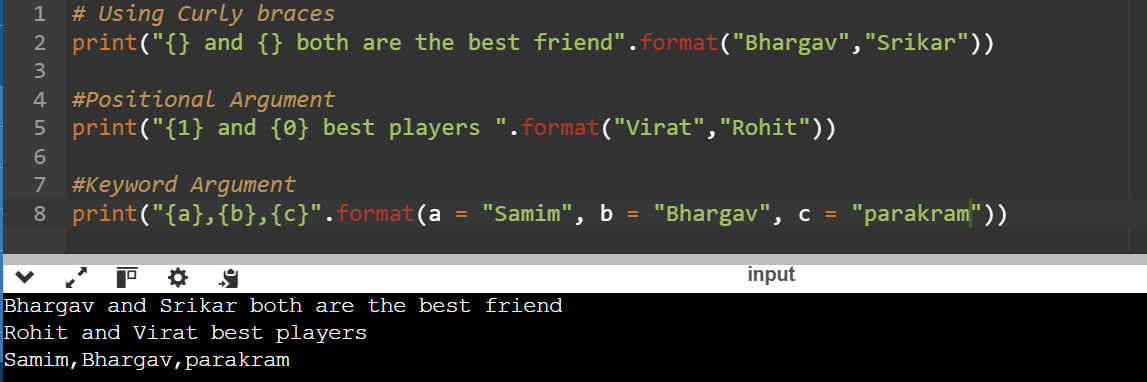 1 # Using Curly braces
2 print("{} and {} both are the best friend".format("Bhargav","Srikar"))
3
4 #Positional Argument
5 print("{1} and {0} best players ".format("Virat","Rohit"))
6
7 #Keyword Argument
8 print("{a},{b},{c}".format(a = "Samim", b = "Bhargav", c = "parakram"))
input
Bhargav and Srikar both are the best friend
Rohit and Virat best players
Samim,Bhargav,parakram